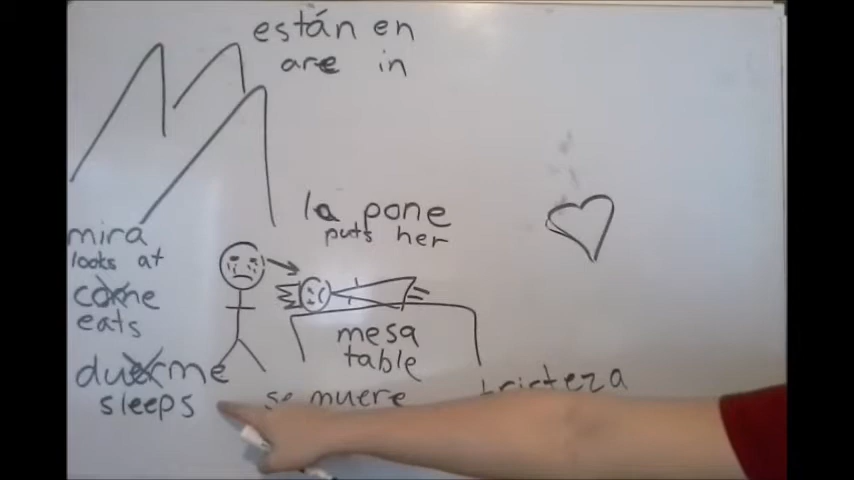 están en
are in
la pone
puts her
mira
looks at
come
eats
mesa
table
duerme
sleeps
se muere
tristeza